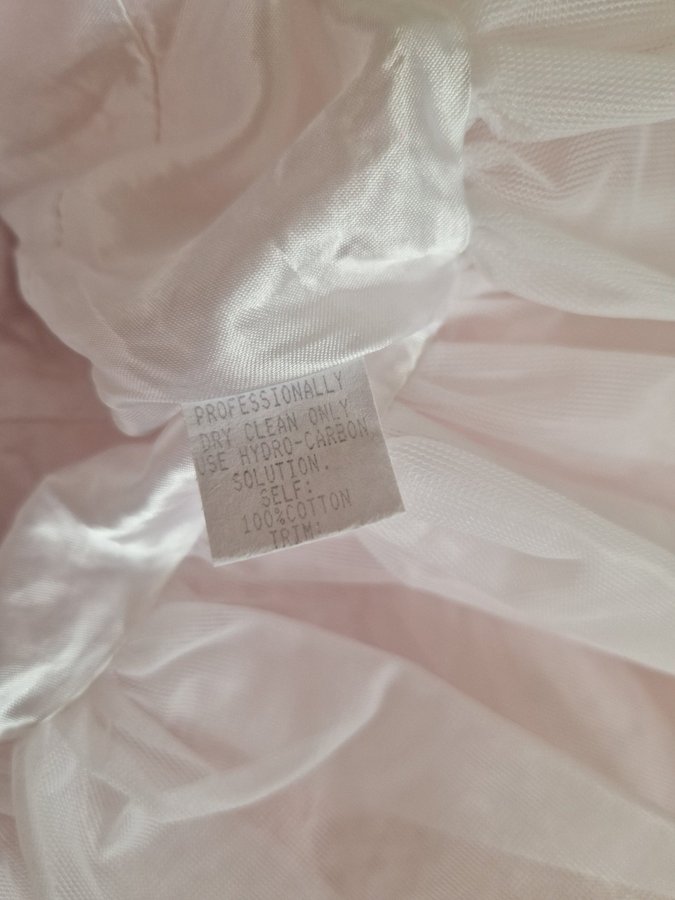 PROFESSIONALLY
DRY CLEAN ONLY
USE HYDRO-CARBON
SOLUTION.
SELF:
100%COTTON
TRIM: